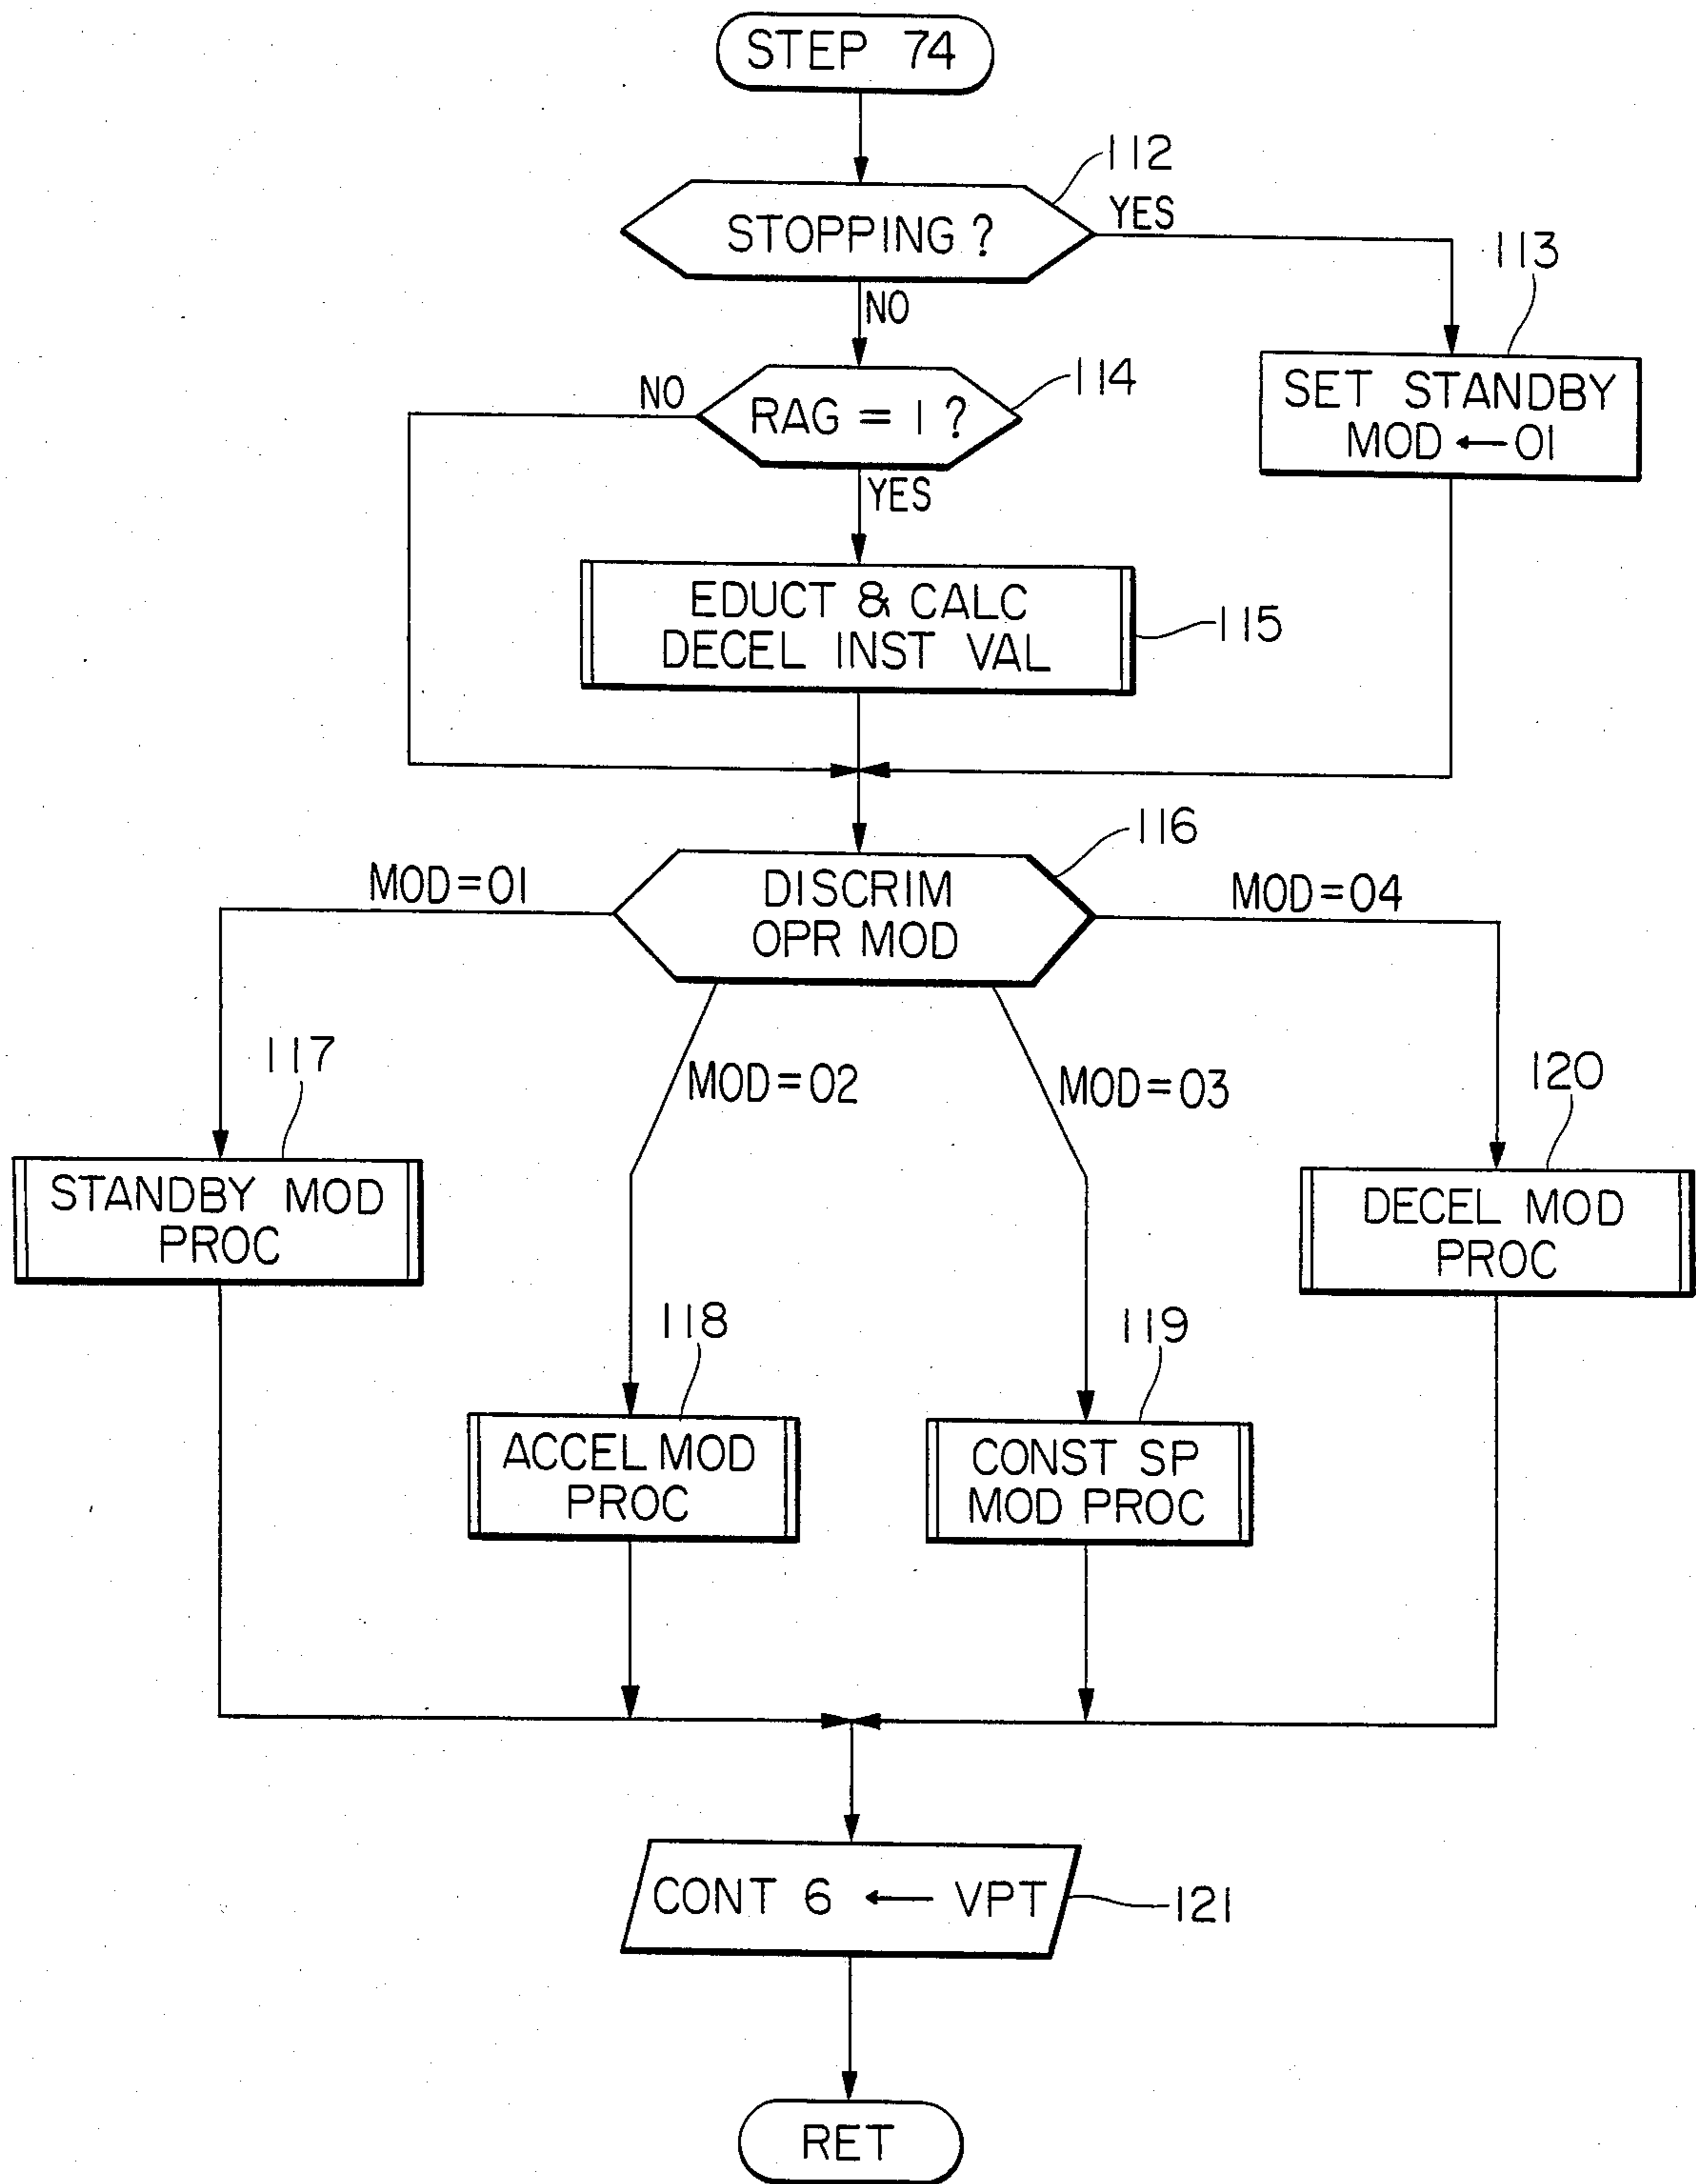 STEP 74
112
STOPPING ?
YES
113
NO
SET STANDBY
MOD ← 01
114
NO
RAG = 1 ?
YES
EDUCT & CALC
DECEL INST VAL
115
116
MOD=01
DISCRIM
OPR MOD
MOD=04
117
MOD=02
MOD=03
120
STANDBY MOD
PROC
DECEL MOD
PROC
118
119
ACCEL MOD
PROC
CONST SP
MOD PROC
CONT 6 ← VPT
121
RET